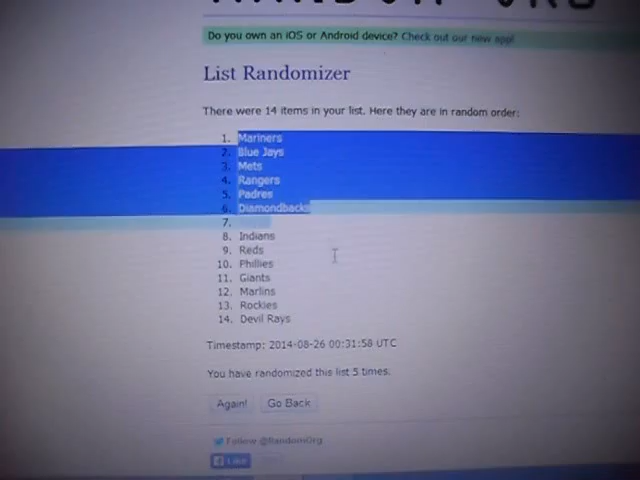 Do you own an iOS or Android device? Check out our new app!
List Randomizer
There were 14 items in your list. Here they are in random order:
1. Mariners
2. Blue Jays
3. Mets
4. Rangers
5. Padres
6. Diamondbacks
7.
8. Indians
9. Reds
10. Phillies
11. Giants
12. Marlins
13. Rockies
14. Devil Rays
Timestamp: 2014-08-26 00:31:58 UTC
You have randomized this list 5 times.
Again! Go Back
Follow @RandomOrg
Like